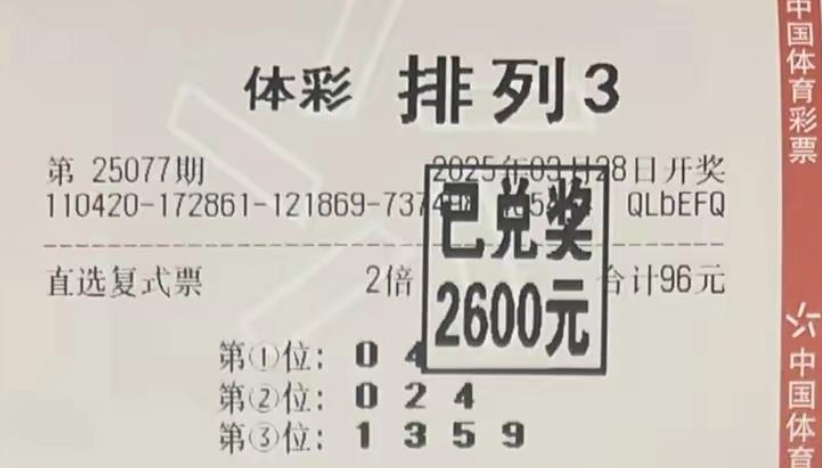 体彩 排列3
第 25077期 2025年03月28日开奖
110420-172861-121869-737 QLbEFQ
已兑奖
直选复式票 2倍 合计96元
2600元
第①位: 0 4
第②位: 0 2 4
第③位: 1 3 5 9
中国体育彩票
中国体育